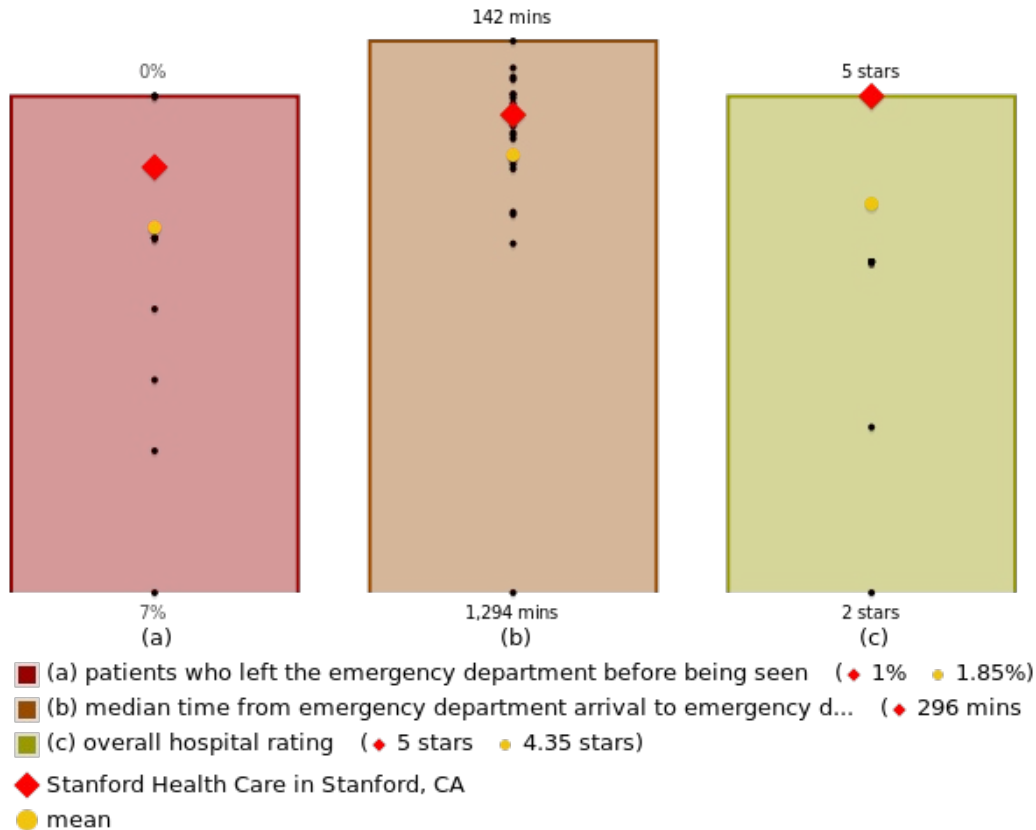 142 mins
0%
5 stars
7%
1,294 mins
2 stars
(a)
(b)
(c)
(a) patients who left the emergency department before being seen ( 1% 1.85%)
(b) median time from emergency department arrival to emergency d... ( 296 mins
(c) overall hospital rating ( 5 stars 4.35 stars)
Stanford Health Care in Stanford, CA
mean